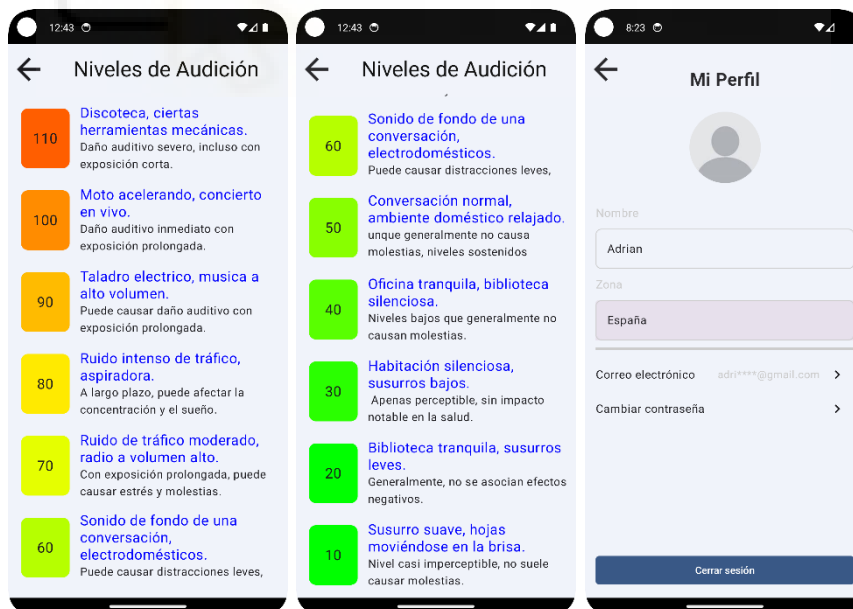 12:43
Niveles de Audición
110
Discoteca, ciertas
herramientas mecánicas.
Daño auditivo severo, incluso con
exposición corta.
100
Moto acelerando, concierto
en vivo.
Daño auditivo inmediato con
exposición prolongada.
90
Taladro electrico, musica a
alto volumen.
Puede causar daño auditivo con
exposición prolongada.
80
Ruido intenso de tráfico,
aspiradora.
A largo plazo, puede afectar la
concentración y el sueño.
70
Ruido de tráfico moderado,
radio a volumen alto.
Con exposición prolongada, puede
causar estrés y molestias.
60
Sonido de fondo de una
conversación,
electrodomésticos.
Puede causar distracciones leves,
12:43
Niveles de Audición
60
Sonido de fondo de una
conversación,
electrodomésticos.
Puede causar distracciones leves,
50
Conversación normal,
ambiente doméstico relajado.
unque generalmente no causa
molestias, niveles sostenidos
40
Oficina tranquila, biblioteca
silenciosa.
Niveles bajos que generalmente no
causan molestias.
30
Habitación silenciosa,
susurros bajos.
Apenas perceptible, sin impacto
notable en la salud.
20
Biblioteca tranquila, susurros
leves.
Generalmente, no se asocian efectos
negativos.
10
Susurro suave, hojas
moviéndose en la brisa.
Nivel casi imperceptible, no suele
causar molestias.
8:23
Mi Perfil
Nombre
Adrian
Zona
España
Correo electrónico adri****@gmail.com
Cambiar contraseña
Cerrar sesión